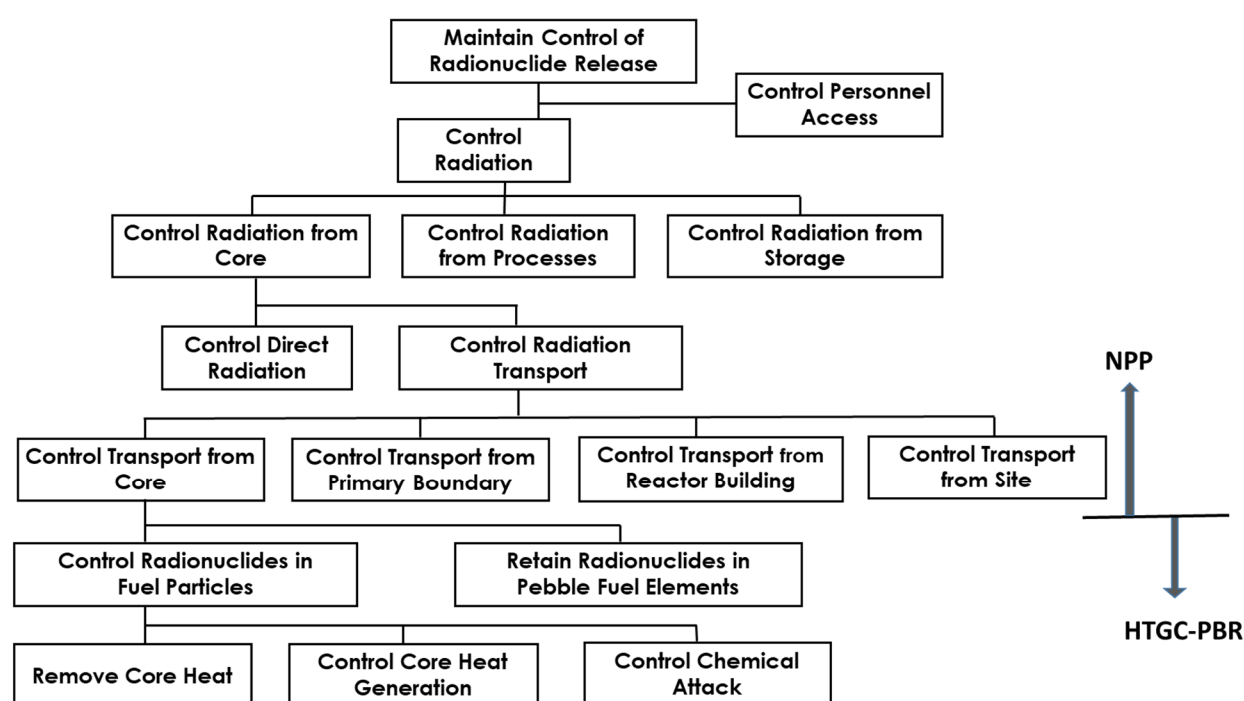 Maintain Control of
Radionuclide Release
Control Personnel
Access
Control
Radiation
Control Radiation from
Core
Control Radiation
from Processes
Control Radiation from
Storage
Control Direct
Radiation
Control Radiation
Transport
NPP
Control Transport from
Core
Control Transport from
Primary Boundary
Control Transport from
Reactor Building
Control Transport
from Site
Control Radionuclides in
Fuel Particles
Retain Radionuclides in
Pebble Fuel Elements
HTGC-PBR
Remove Core Heat
Control Core Heat
Generation
Control Chemical
Attack